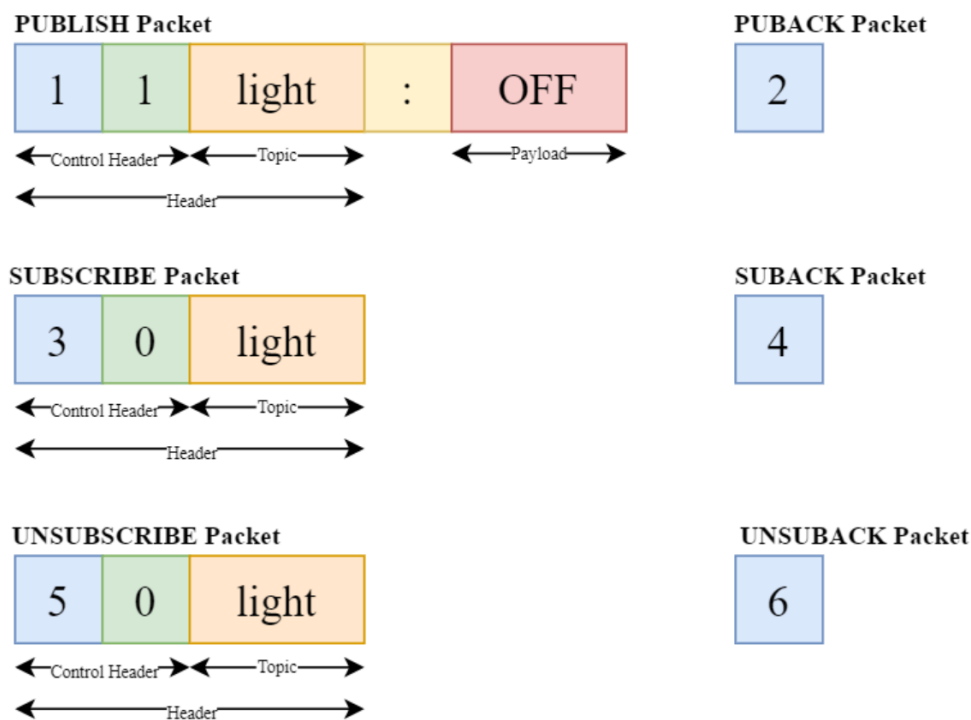 PUBLISH Packet
PUBACK Packet
1 1 light : OFF
2
Control Header Topic Payload
Header
SUBSCRIBE Packet
SUBACK Packet
3 0 light
4
Control Header Topic
Header
UNSUBSCRIBE Packet
UNSUBACK Packet
5 0 light
6
Control Header Topic
Header